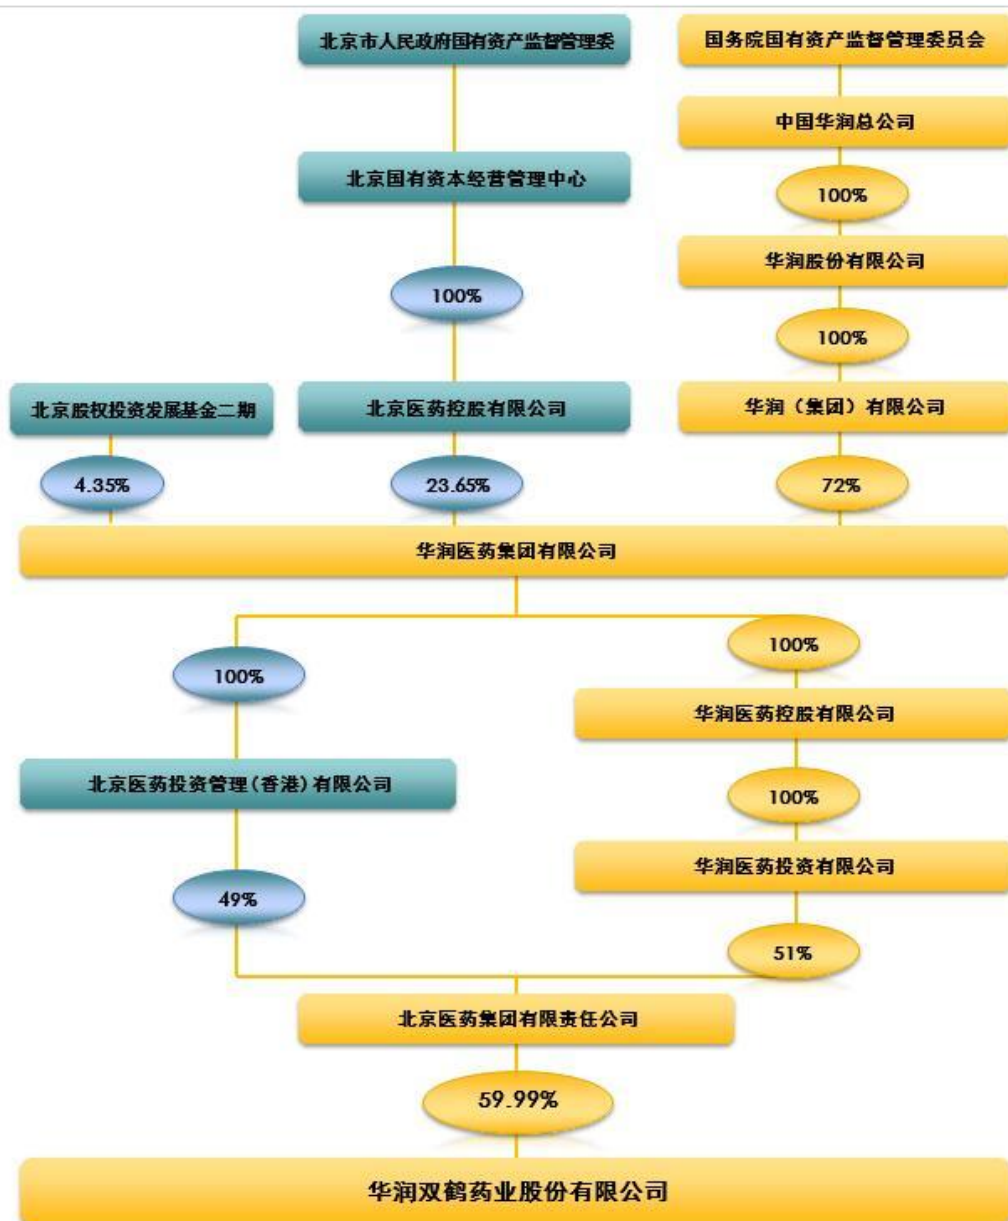 北京市人民政府国有资产监督管理委
国务院国有资产监督管理委员会
中国华润总公司
北京国有资本经营管理中心
100%
华润股份有限公司
100%
100%
北京股权投资发展基金二期
北京医药控股有限公司
华润（集团）有限公司
4.35%
23.65%
72%
华润医药集团有限公司
100%
100%
华润医药控股有限公司
北京医药投资管理(香港)有限公司
100%
华润医药投资有限公司
49%
51%
北京医药集团有限责任公司
59.99%
华润双鹤药业股份有限公司